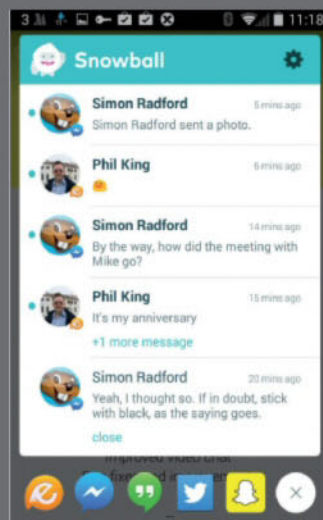 3 11:18
Snowball
Simon Radford 5 mins ago
Simon Radford sent a photo.
Phil King 6 mins ago
Simon Radford 14 mins ago
By the way, how did the meeting with
Mike go?
Phil King 15 mins ago
It's my anniversary
+1 more message
Simon Radford 20 mins ago
Yeah, I thought so. If in doubt, stick
with black, as the saying goes.
close
Improved video chat